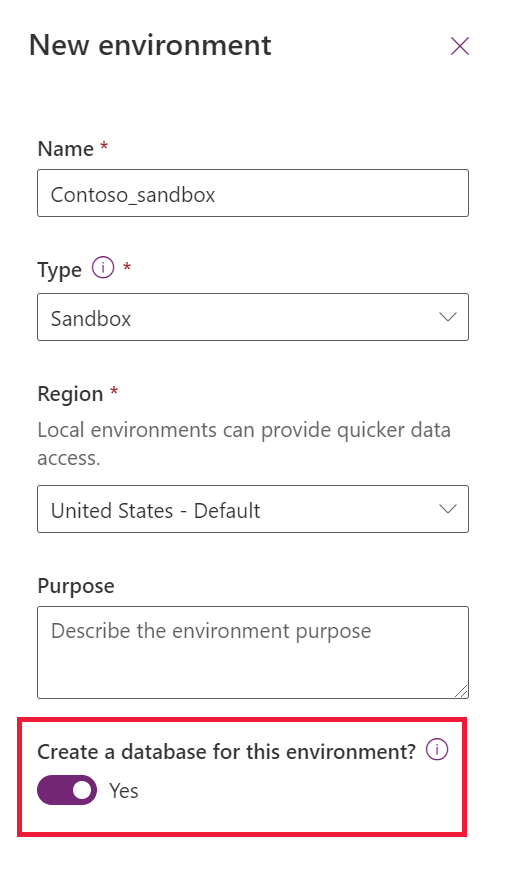 New environment
Name *
Contoso_sandbox
Type *
Sandbox
Region *
Local environments can provide quicker data
access.
United States - Default
Purpose
Describe the environment purpose
Create a database for this environment?
Yes